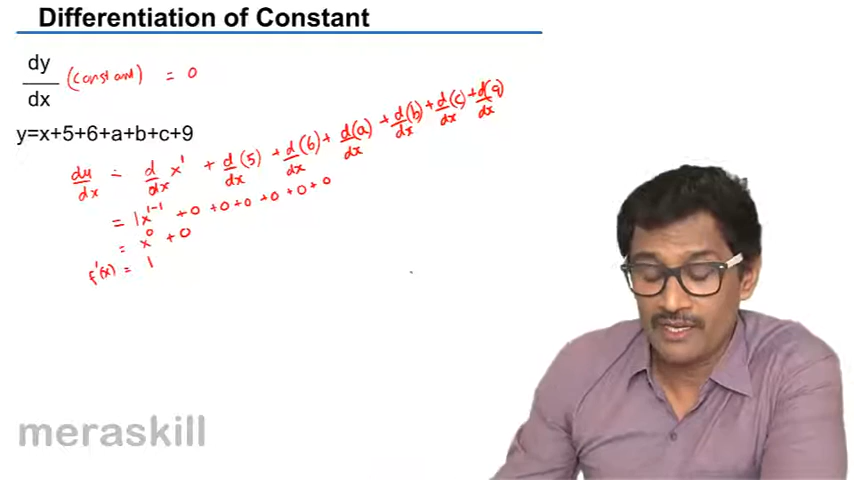 Differentiation of Constant
dy/dx (constant) = 0
y=x+5+6+a+b+c+9
dy/dx = d/dx x¹ + d/dx (5) + d/dx (6) + d/dx (a) + d/dx (b) + d/dx (c) + d/dx (9)
= 1x¹⁻¹ + 0 + 0 + 0 + 0 + 0 + 0
= x⁰ + 0
f'(x) = 1
meraskill